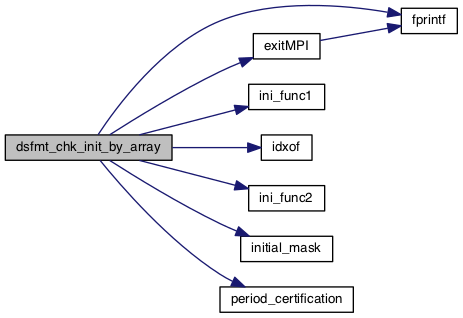 fprintf
exitMPI
ini_func1
dsfmt_chk_init_by_array
idxof
ini_func2
initial_mask
period_certification